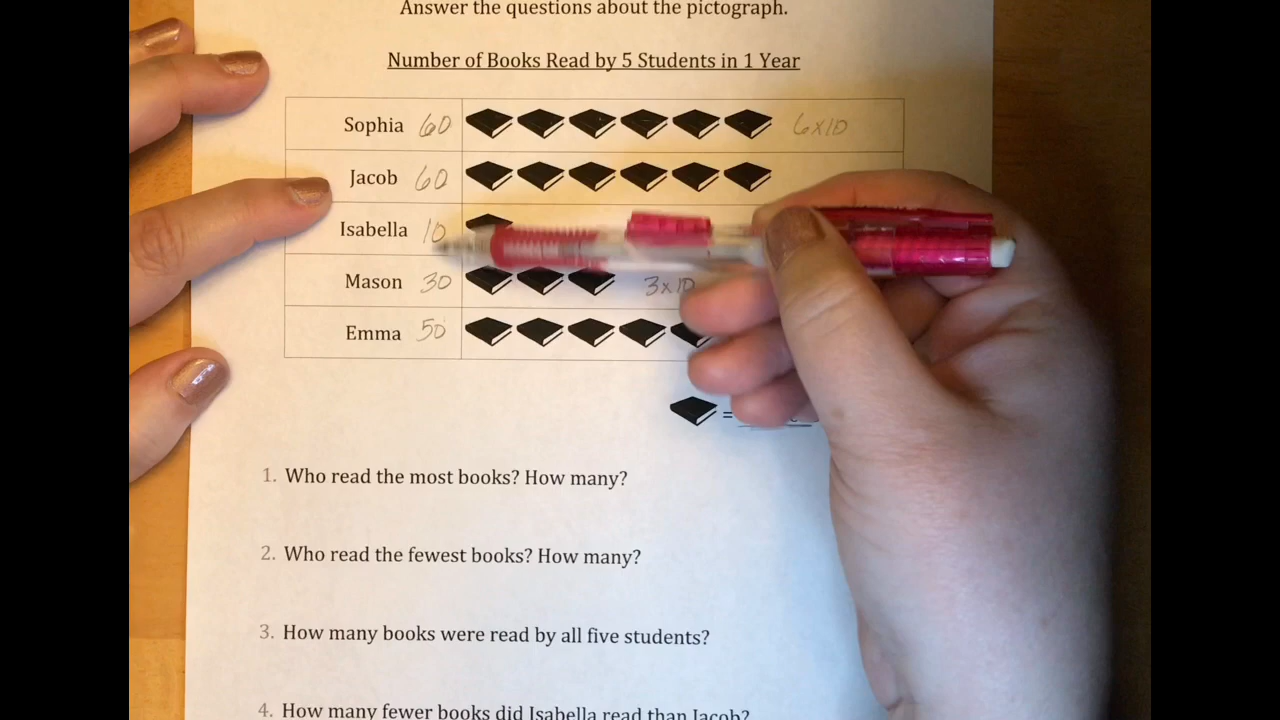 Answer the questions about the pictograph.
Number of Books Read by 5 Students in 1 Year
Sophia 60 6x10
Jacob 60
Isabella 10
Mason 30 3x10
Emma 50
=
1. Who read the most books? How many?
2. Who read the fewest books? How many?
3. How many books were read by all five students?
4. How many fewer books did Isabella read than Jacob?